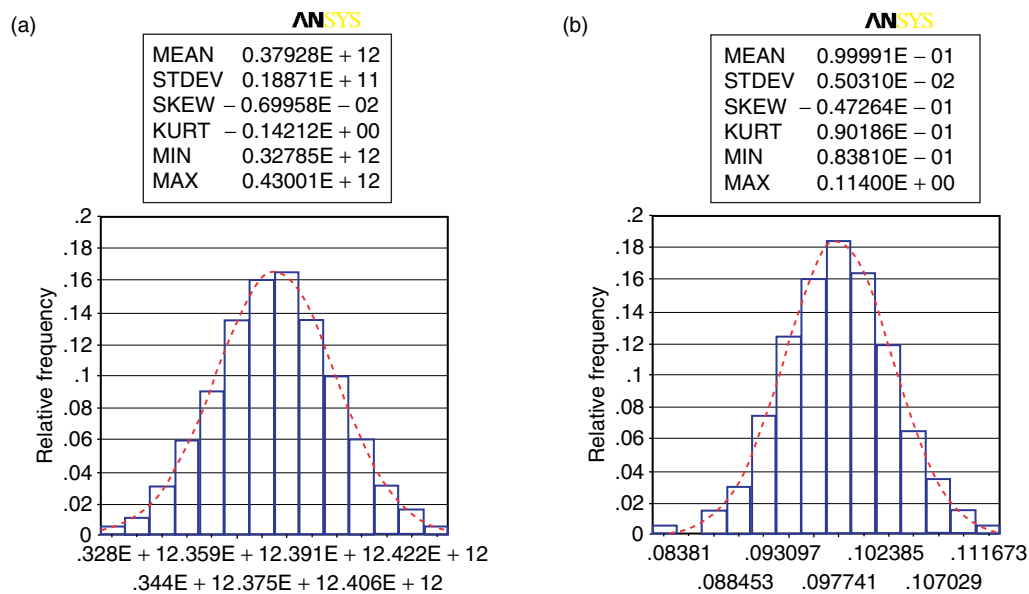 (a)
ANSYS
MEAN 0.37928E + 12
STDEV 0.18871E + 11
SKEW − 0.69958E − 02
KURT − 0.14212E + 00
MIN 0.32785E + 12
MAX 0.43001E + 12
Relative frequency
.2
.18
.16
.14
.12
.1
.08
.06
.04
.02
0
.328E + 12.359E + 12.391E + 12.422E + 12
.344E + 12.375E + 12.406E + 12
(b)
ANSYS
MEAN 0.99991E − 01
STDEV 0.50310E − 02
SKEW − 0.47264E − 01
KURT 0.90186E − 01
MIN 0.83810E − 01
MAX 0.11400E + 00
Relative frequency
.2
.18
.16
.14
.12
.1
.08
.06
.04
.02
0
.08381 .093097 .102385 .111673
.088453 .097741 .107029